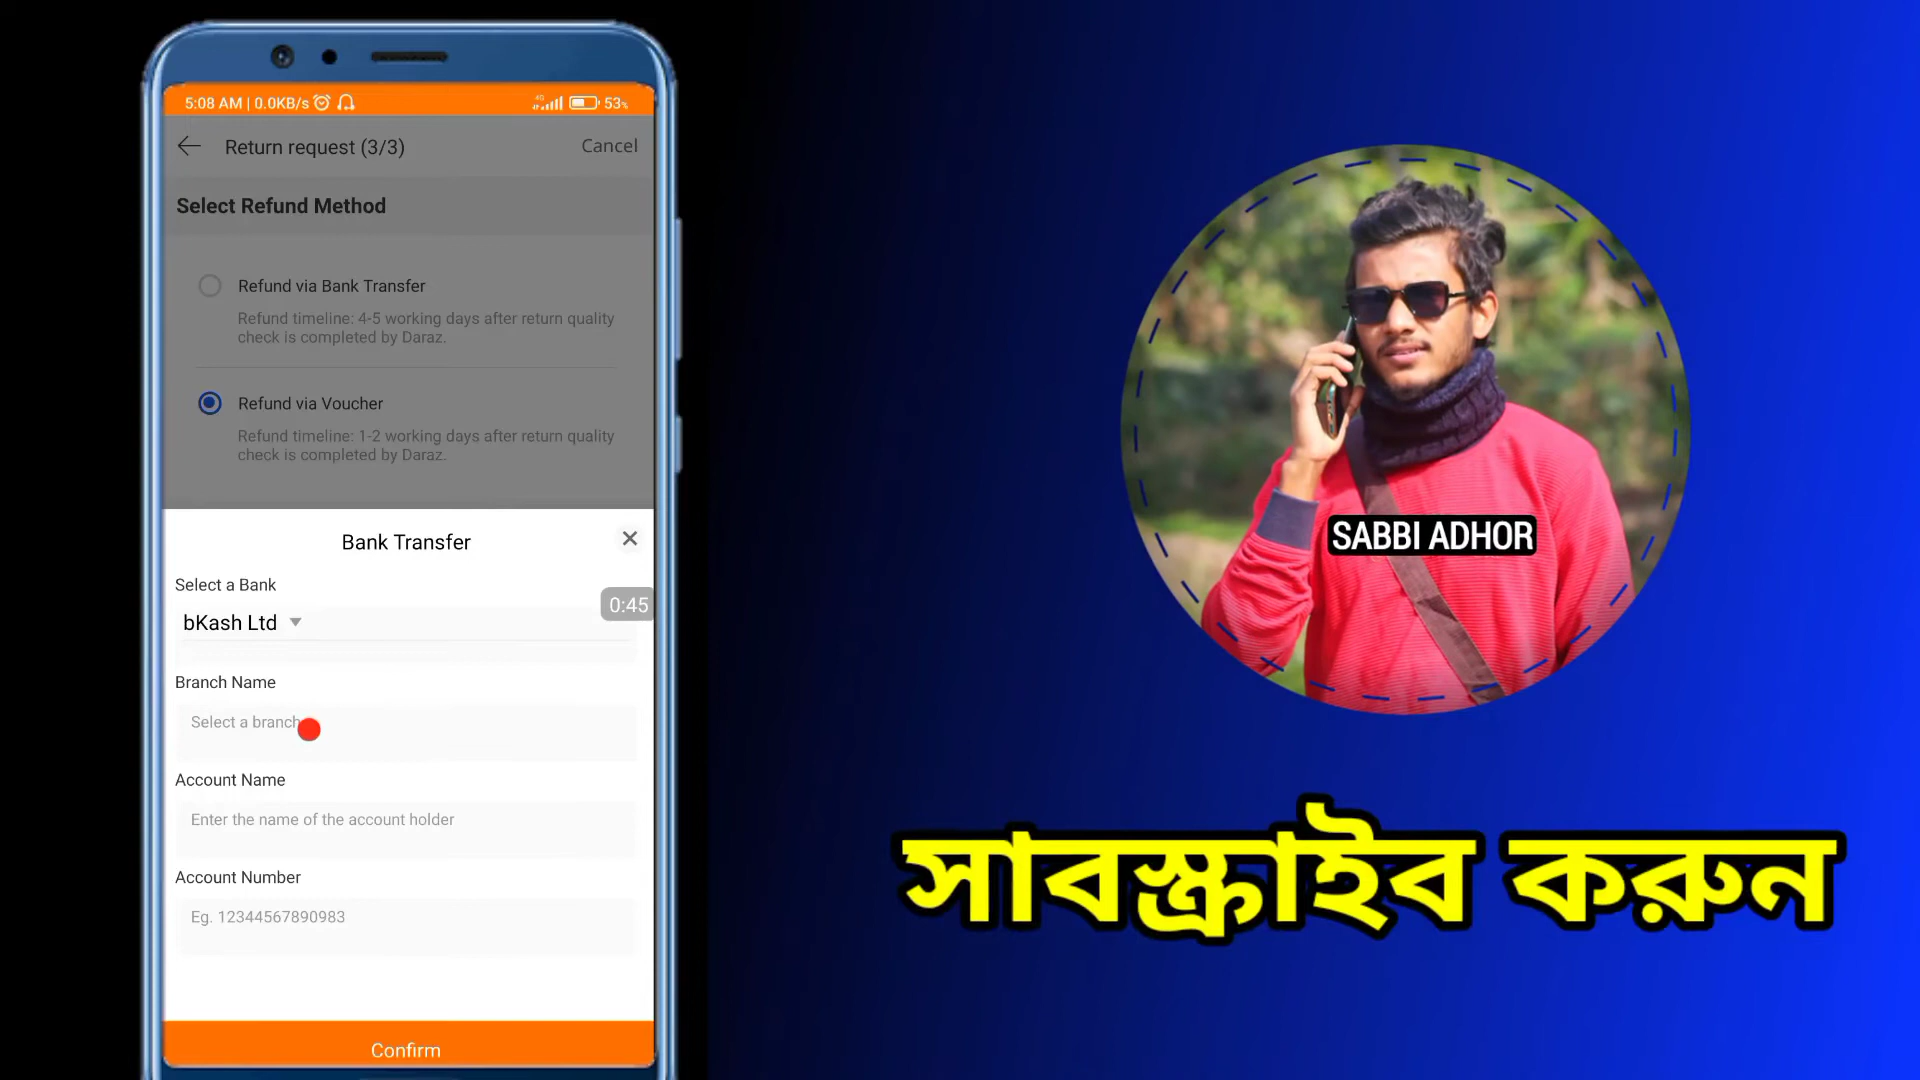 5:08 AM | 0.0KB/s
4G
53%
Return request (3/3)
Cancel
Select Refund Method
Refund via Bank Transfer
Refund timeline: 4-5 working days after return quality
check is completed by Daraz.
Refund via Voucher
Refund timeline: 1-2 working days after return quality
check is completed by Daraz.
Bank Transfer
Select a Bank
0:45
bKash Ltd
Branch Name
Select a branch
Account Name
Enter the name of the account holder
Account Number
Eg. 12344567890983
Confirm
SABBI ADHOR
সাবস্ক্রাইব করুন